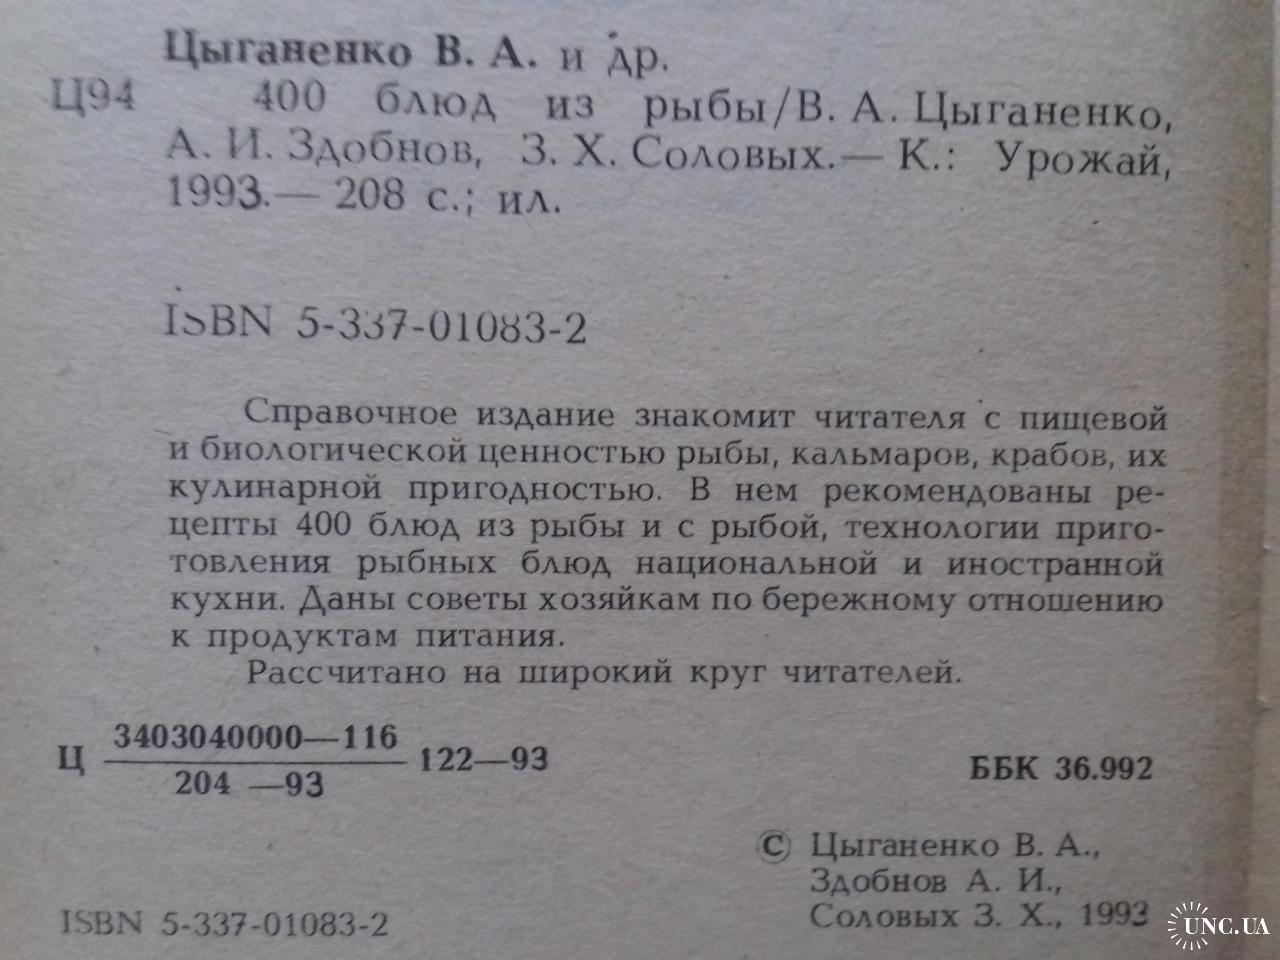 Цыганенко В. А. и др.
Ц94 400 блюд из рыбы/В. А. Цыганенко,
А. И. Здобнов, З. Х. Соловых.— К.: Урожай,
1993.— 208 с.; ил.
ISBN 5-337-01083-2
Справочное издание знакомит читателя с пищевой
и биологической ценностью рыбы, кальмаров, крабов, их
кулинарной пригодностью. В нем рекомендованы ре-
цепты 400 блюд из рыбы и с рыбой, технологии приго-
товления рыбных блюд национальной и иностранной
кухни. Даны советы хозяйкам по бережному отношению
к продуктам питания.
Рассчитано на широкий круг читателей.
3403040000—116
Ц 122—93
204 —93
ББК 36.992
© Цыганенко В. А.,
Здобнов А. И.,
Соловых З. Х., 1993
ISBN 5-337-01083-2
UNC.UA